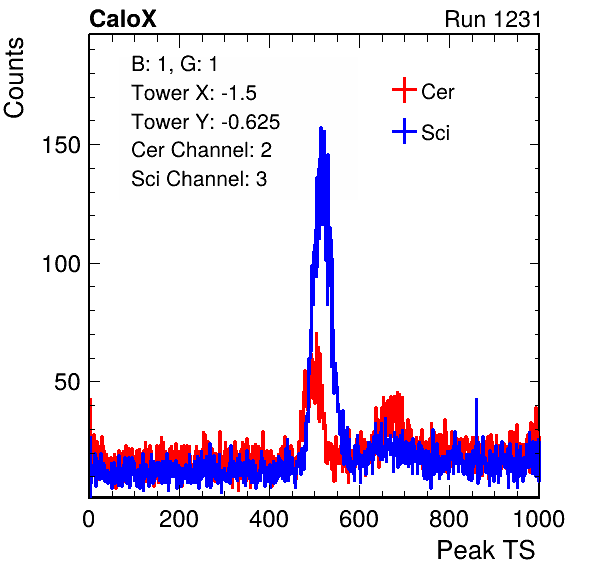 CaloX Run 1231
Counts
B: 1, G: 1
Tower X: -1.5
Tower Y: -0.625
Cer Channel: 2
Sci Channel: 3
Cer
Sci
150
100
50
0 200 400 600 800 1000
Peak TS